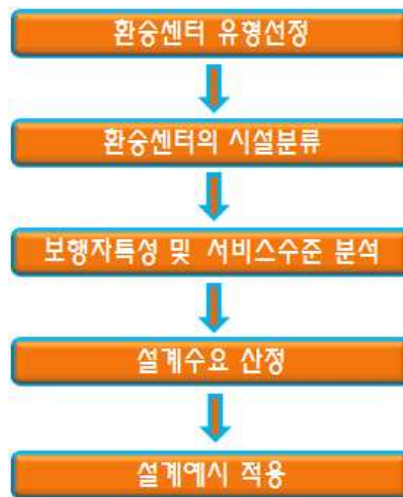 환승센터 유형선정
환승센터의 시설분류
보행자특성 및 서비스수준 분석
설계수요 산정
설계예시 적용